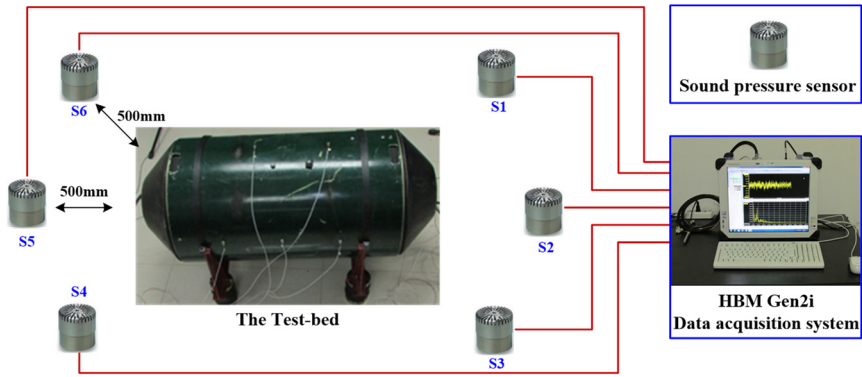 S6
500mm
S1
Sound pressure sensor
500mm
S5
S2
S4
The Test-bed
S3
HBM Gen2i
Data acquisition system